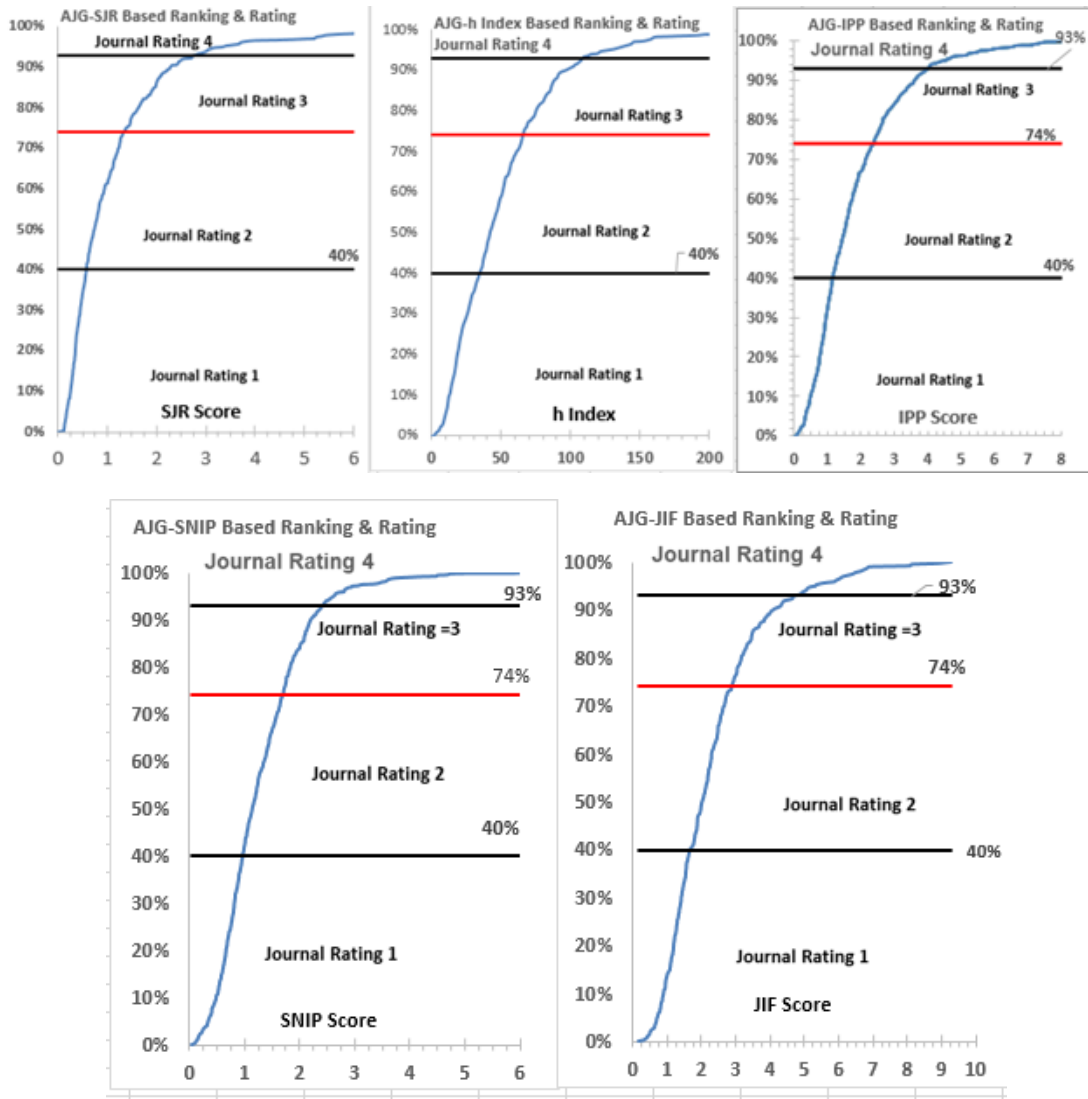 AJG-SJR Based Ranking & Rating
100%
Journal Rating 4
90%
Journal Rating 3
80%
70%
60%
50%
Journal Rating 2
40%
40%
30%
20%
Journal Rating 1
10%
SJR Score
0%
0 1 2 3 4 5 6
AJG-h Index Based Ranking & Rating
100%
Journal Rating 4
90%
80%
Journal Rating 3
70%
60%
50%
Journal Rating 2
40%
40%
30%
20%
Journal Rating 1
10%
h Index
0%
0 50 100 150 200
AJG-IPP Based Ranking & Rating
93%
100%
Journal Rating 4
90%
Journal Rating 3
80%
74%
70%
60%
50%
Journal Rating 2
40%
40%
30%
20%
Journal Rating 1
10%
IPP Score
0%
0 1 2 3 4 5 6 7 8
AJG-SNIP Based Ranking & Rating
Journal Rating 4
100%
93%
90%
Journal Rating =3
80%
74%
70%
60%
Journal Rating 2
50%
40%
40%
30%
20%
Journal Rating 1
10%
SNIP Score
0%
0 1 2 3 4 5 6
AJG-JIF Based Ranking & Rating
Journal Rating 4
100%
93%
90%
Journal Rating =3
80%
74%
70%
60%
50%
Journal Rating 2
40%
40%
30%
20%
Journal Rating 1
10%
JIF Score
0%
0 1 2 3 4 5 6 7 8 9 10